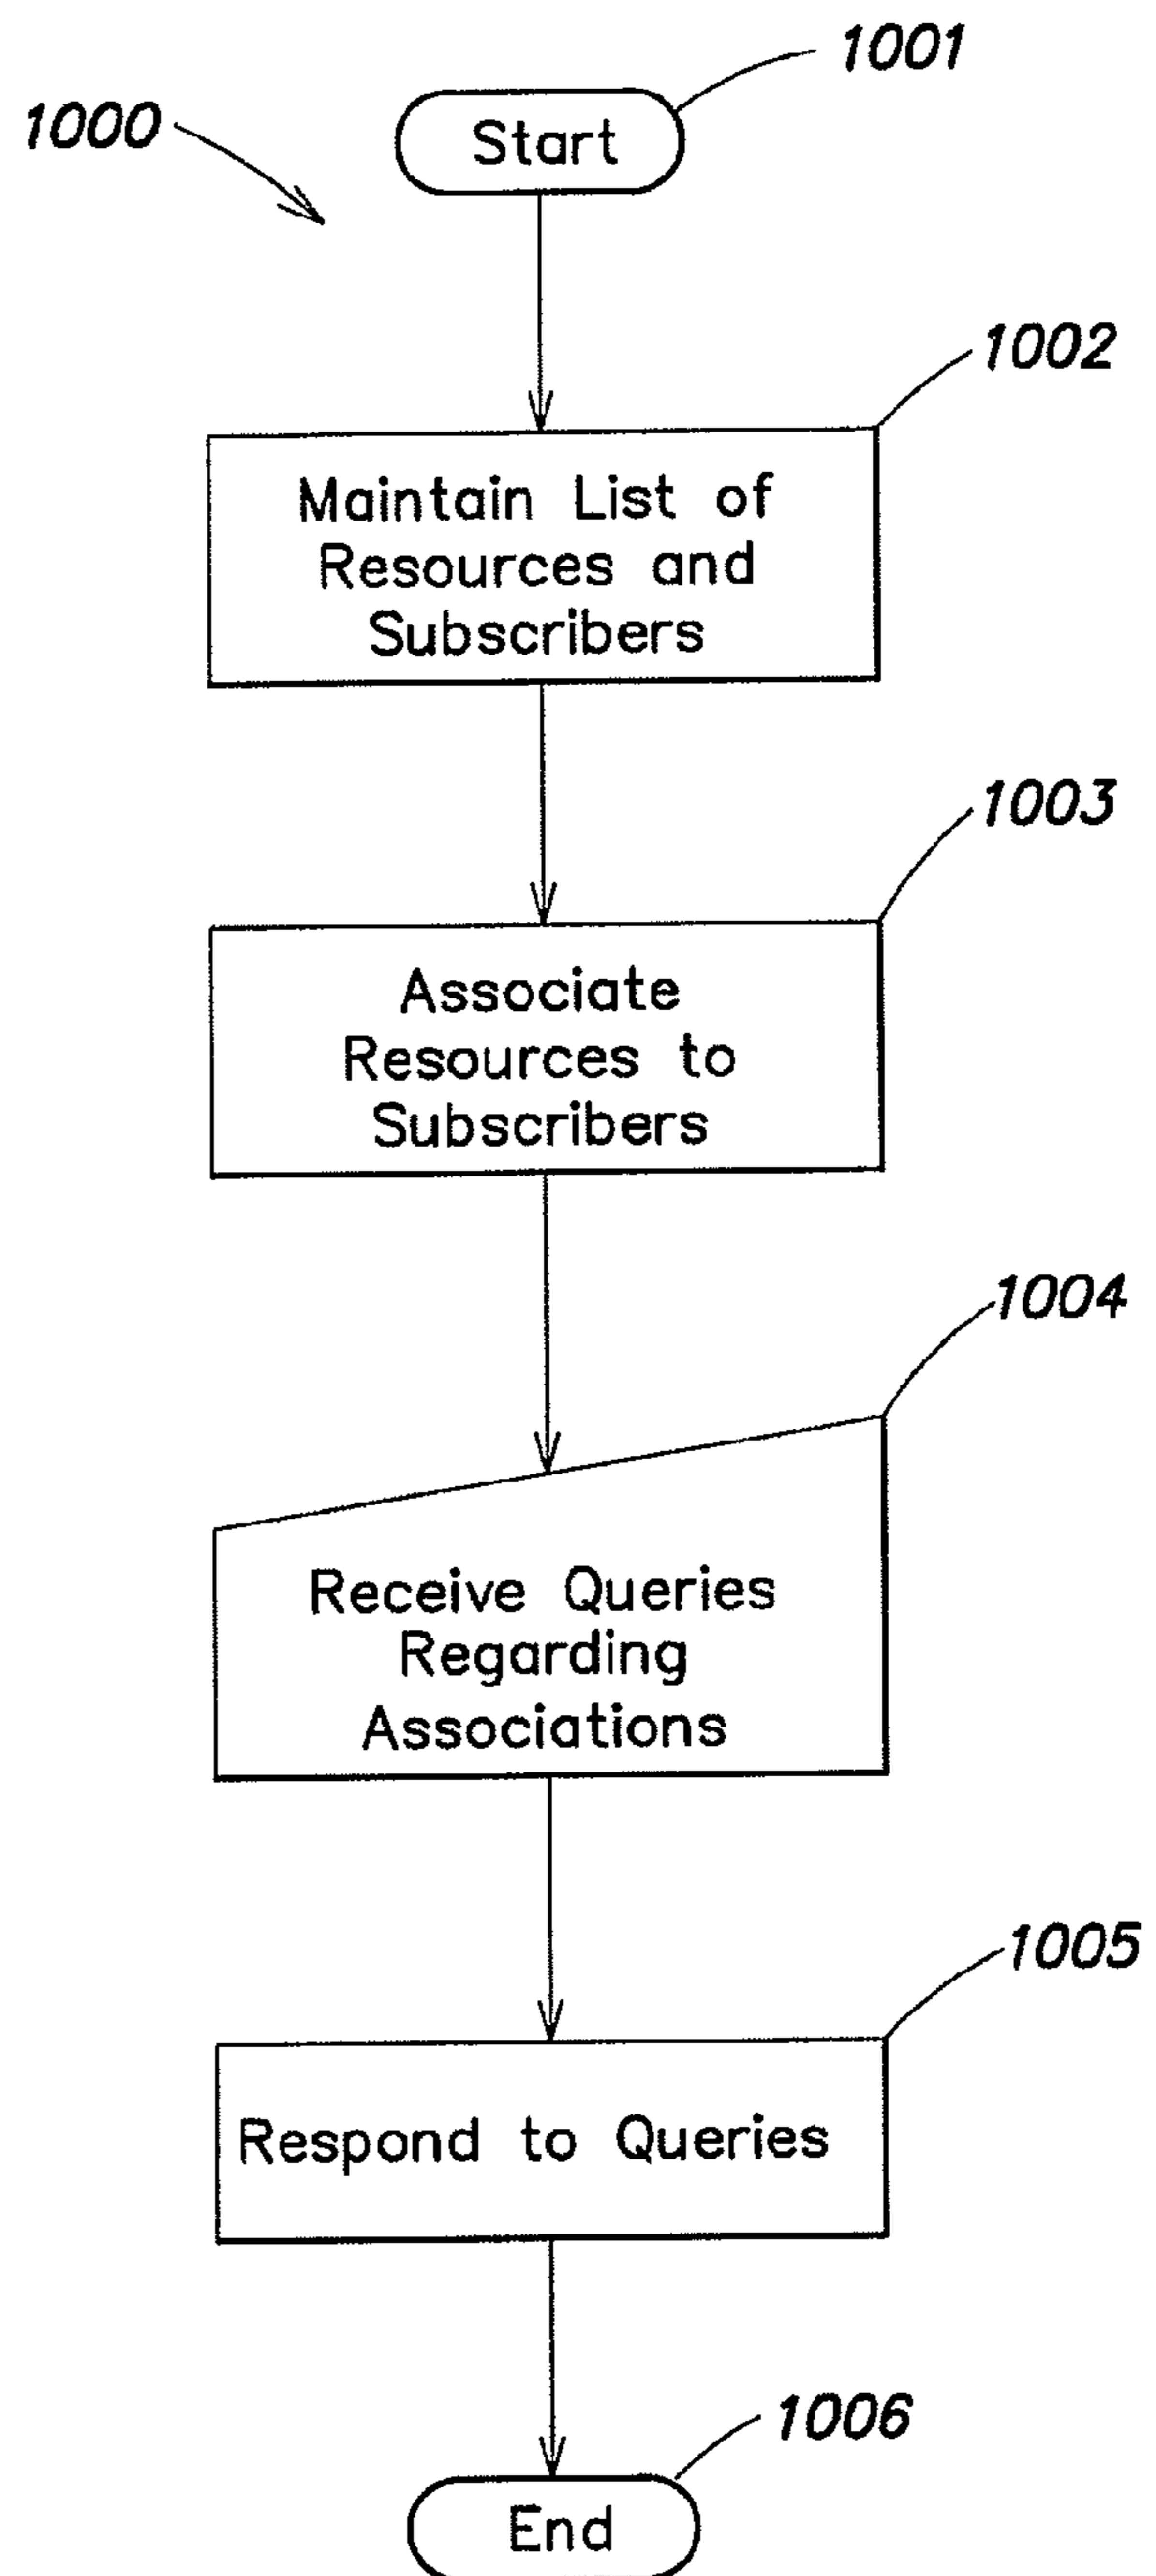 1001
Start
1000
1002
Maintain List of
Resources and
Subscribers
1003
Associate
Resources to
Subscribers
1004
Receive Queries
Regarding
Associations
1005
Respond to Queries
1006
End